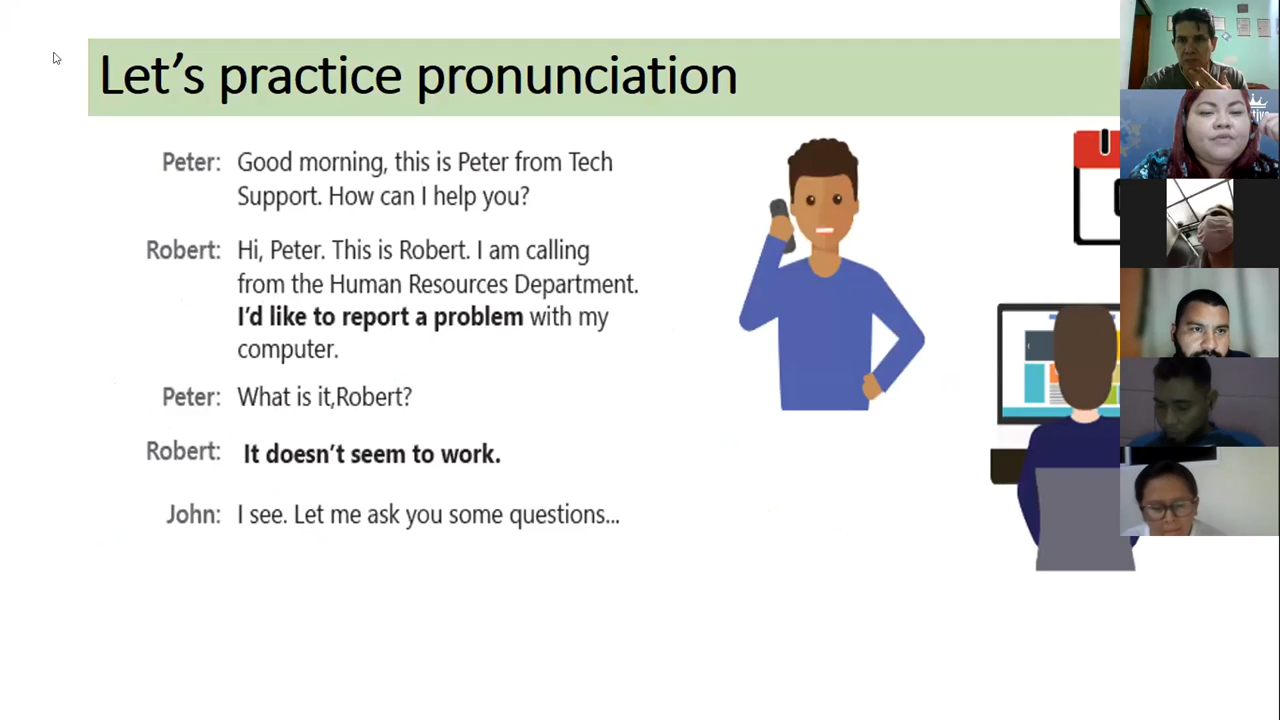 Let's practice pronunciation
Peter: Good morning, this is Peter from Tech
Support. How can I help you?
Robert: Hi, Peter. This is Robert. I am calling
from the Human Resources Department.
I'd like to report a problem with my
computer.
Peter: What is it,Robert?
Robert: It doesn't seem to work.
John: I see. Let me ask you some questions...